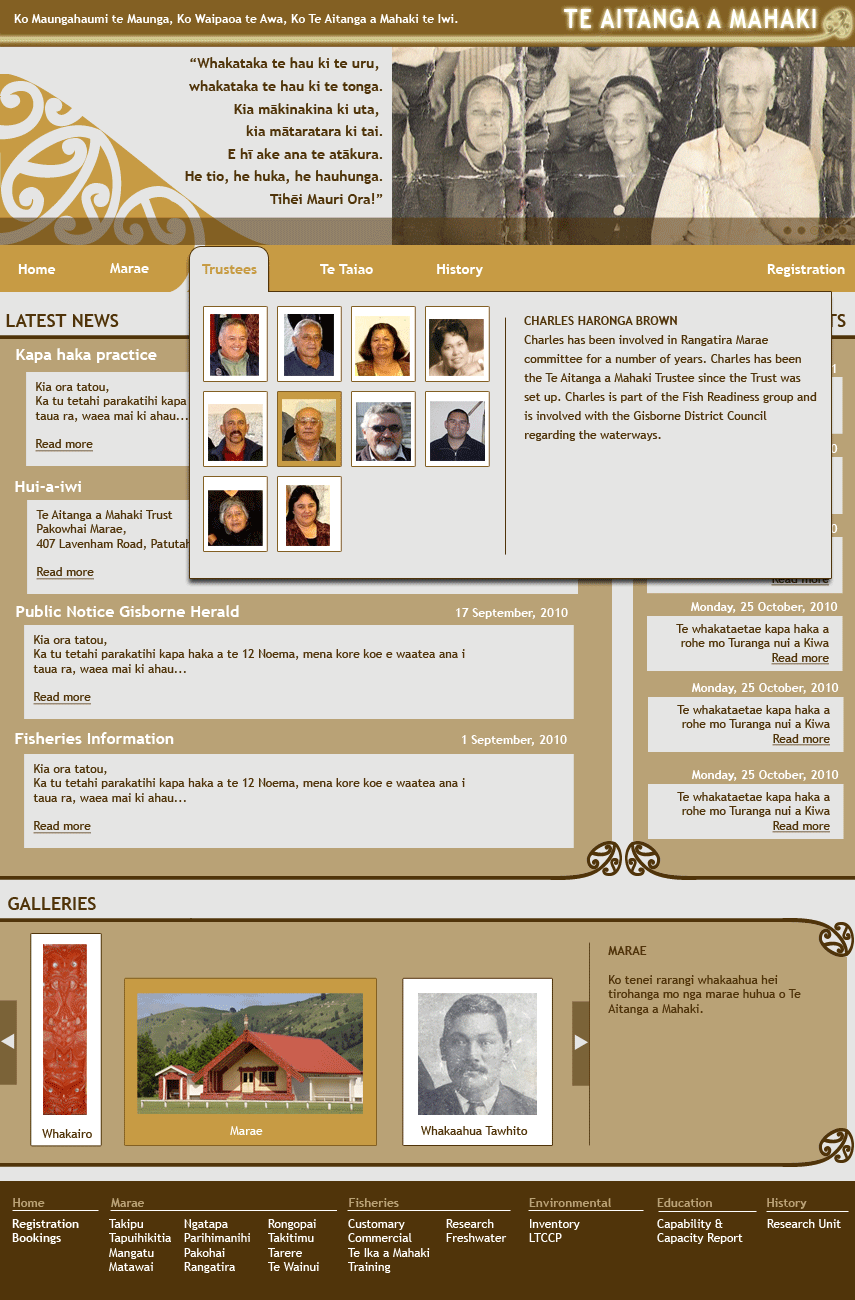 Ko Maungahaumi te Maunga, Ko Waipaoa te Awa, Ko Te Aitanga a Mahaki te Iwi.
TE AITANGA A MAHAKI
“Whakataka te hau ki te uru,
whakataka te hau ki te tonga.
Kia mākinakina ki uta,
kia mātaratara ki tai.
E hī ake ana te atākura.
He tio, he huka, he hauhunga.
Tihēi Mauri Ora!”
Home
Marae
Trustees
Te Taiao
History
Registration
LATEST NEWS
TS
Kapa haka practice
Kia ora tatou,
Ka tu tetahi parakatihi kapa
taua ra, waea mai ki ahau...
Read more
Hui-a-iwi
Te Aitanga a Mahaki Trust
Pakowhai Marae,
407 Lavenham Road, Patutah
Read more
CHARLES HARONGA BROWN
Charles has been involved in Rangatira Marae
committee for a number of years. Charles has been
the Te Aitanga a Mahaki Trustee since the Trust was
set up. Charles is part of the Fish Readiness group and
is involved with the Gisborne District Council
regarding the waterways.
1
0
0
Read more
Public Notice Gisborne Herald
17 September, 2010
Kia ora tatou,
Ka tu tetahi parakatihi kapa haka a te 12 Noema, mena kore koe e waatea ana i
taua ra, waea mai ki ahau...
Read more
Fisheries Information
1 September, 2010
Kia ora tatou,
Ka tu tetahi parakatihi kapa haka a te 12 Noema, mena kore koe e waatea ana i
taua ra, waea mai ki ahau...
Read more
Monday, 25 October, 2010
Te whakataetae kapa haka a
rohe mo Turanga nui a Kiwa
Read more
Monday, 25 October, 2010
Te whakataetae kapa haka a
rohe mo Turanga nui a Kiwa
Read more
Monday, 25 October, 2010
Te whakataetae kapa haka a
rohe mo Turanga nui a Kiwa
Read more
GALLERIES
Whakairo
Marae
Whakaahua Tawhito
MARAE
Ko tenei rarangi whakaahua hei
tirohanga mo nga marae huhua o Te
Aitanga a Mahaki.
Home
Registration
Bookings
Marae
Takipu
Tapuihikitia
Mangatu
Matawai
Ngatapa
Parihimanihi
Pakohai
Rangatira
Rongopai
Takitimu
Tarere
Te Wainui
Fisheries
Customary
Commercial
Te Ika a Mahaki
Training
Research
Freshwater
Environmental
Inventory
LTCCP
Education
Capability &
Capacity Report
History
Research Unit